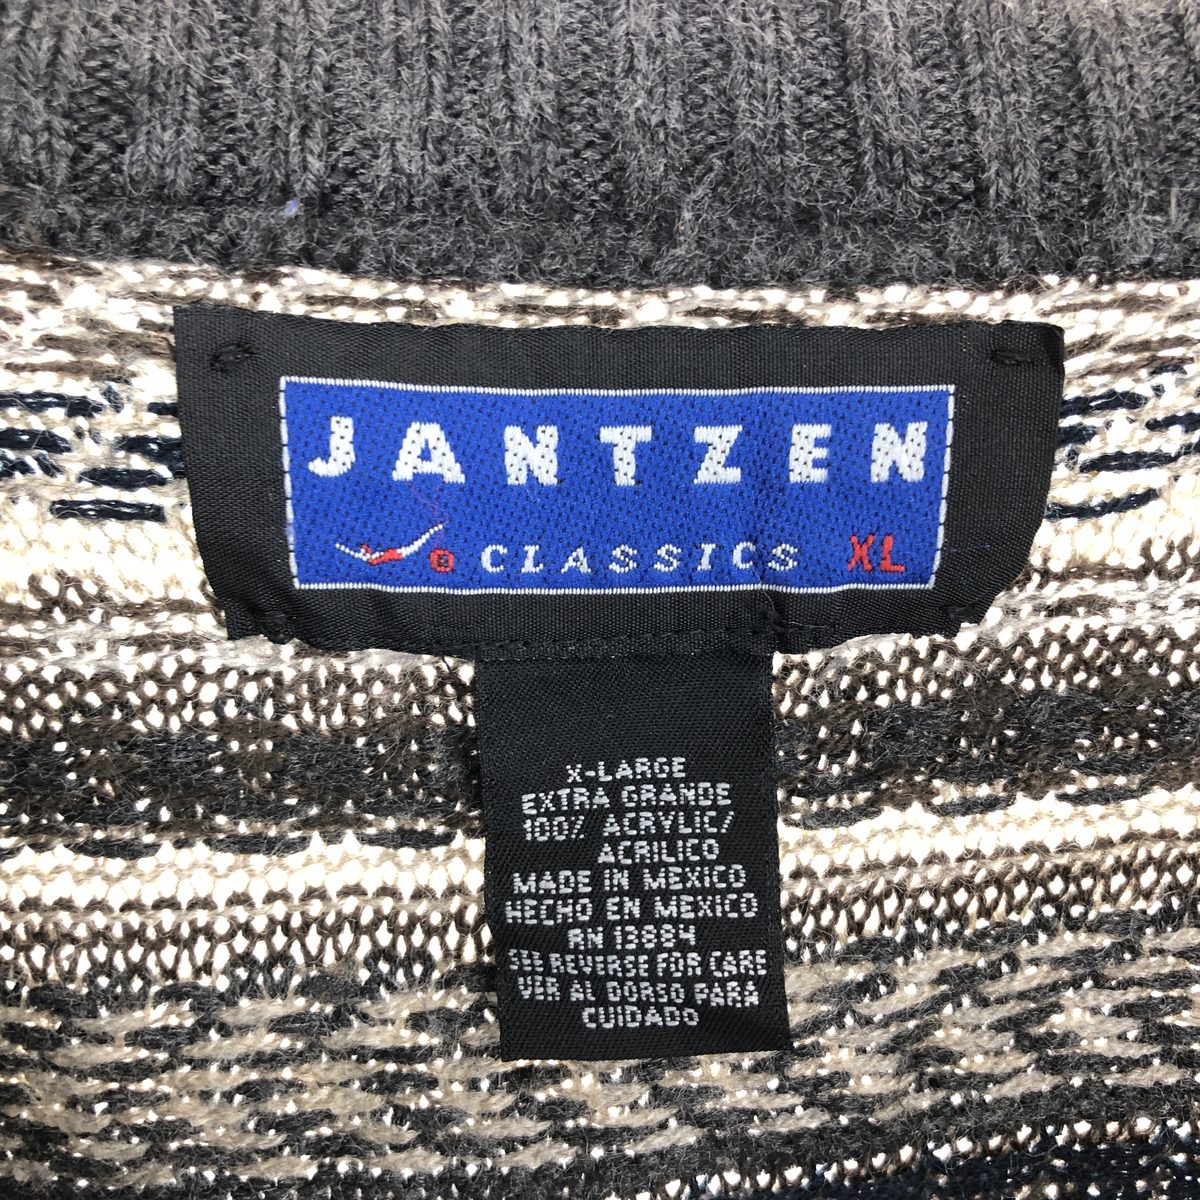 JANTZEN
® CLASSICS XL
X-LARGE
EXTRA GRANDE
100% ACRYLIC/
ACRILICO
MADE IN MEXICO
HECHO EN MEXICO
RN 13884
SEE REVERSE FOR CARE
VER AL DORSO PARA
CUIDADO